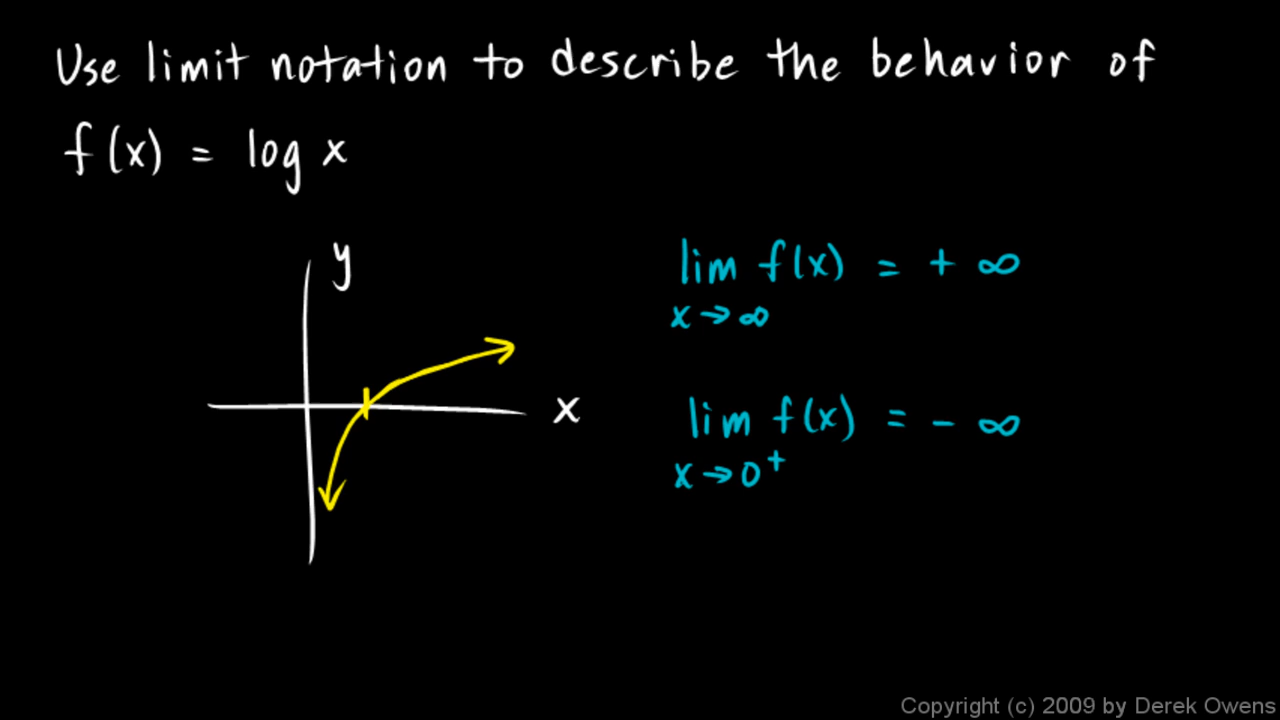 Use limit notation to describe the behavior of
f(x) = log x
y
lim f(x) = + ∞
x → ∞
x
lim f(x) = - ∞
x → 0⁺
Copyright (c) 2009 by Derek Owens